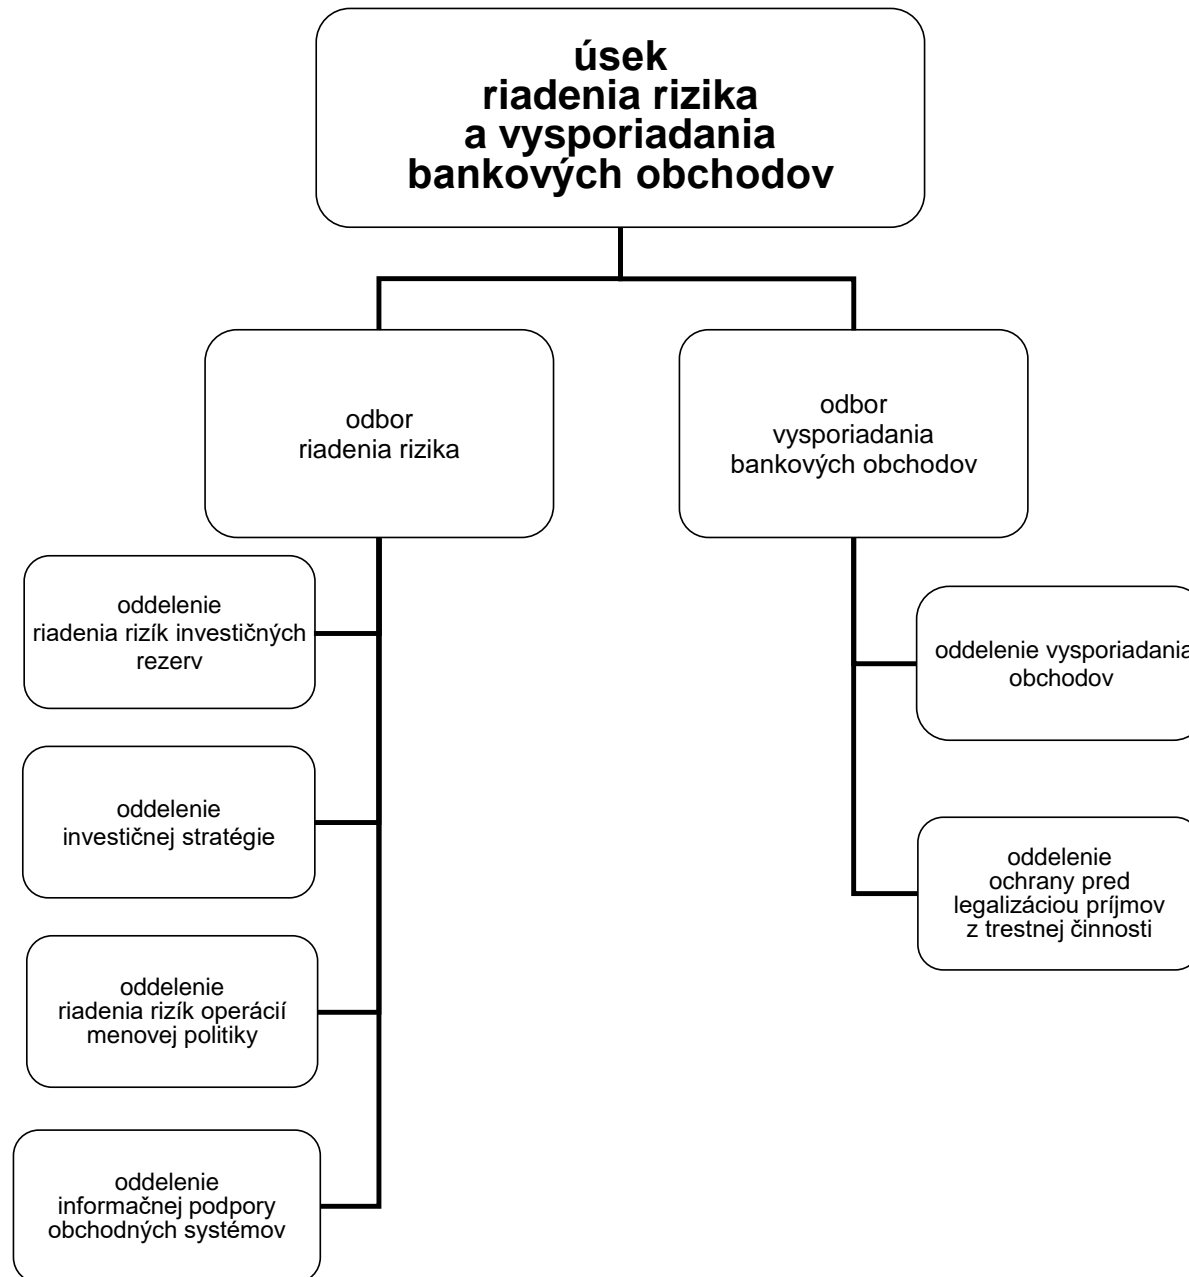 úsek
riadenia rizika
a vysporiadania
bankových obchodov
odbor
riadenia rizika
odbor
vysporiadania
bankových obchodov
oddelenie
riadenia rizík investičných
rezerv
oddelenie
investičnej stratégie
oddelenie
riadenia rizík operácií
menovej politiky
oddelenie
informačnej podpory
obchodných systémov
oddelenie vysporiadania
obchodov
oddelenie
ochrany pred
legalizáciou príjmov
z trestnej činnosti